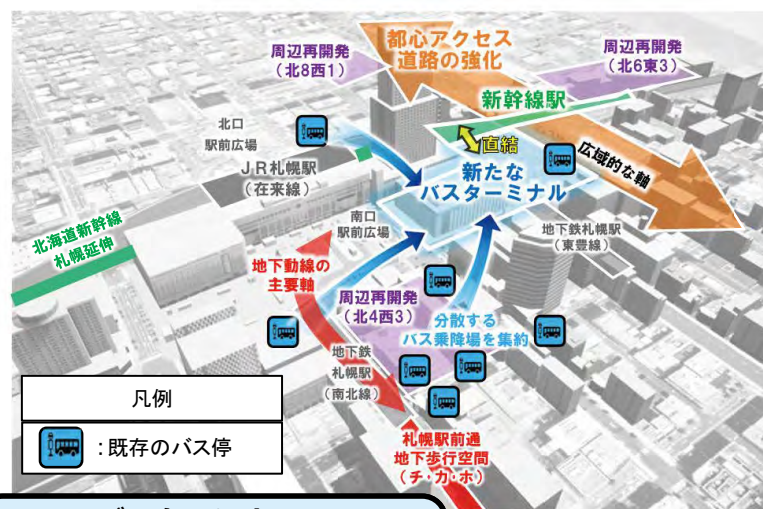 周辺再開発
（北8西1）
都心アクセス
道路の強化
周辺再開発
（北6東3）
新幹線駅
北口
駅前広場
直結
広域的な軸
JR札幌駅
（在来線）
新たな
バスターミナル
南口
駅前広場
地下鉄札幌駅
（東豊線）
北海道新幹線
札幌延伸
地下動線の
主要軸
周辺再開発
（北4西3）
分散する
バス乗降場を集約
地下鉄
札幌駅
（南北線）
凡例
：既存のバス停
札幌駅前通
地下歩行空間
（チ・カ・ホ）